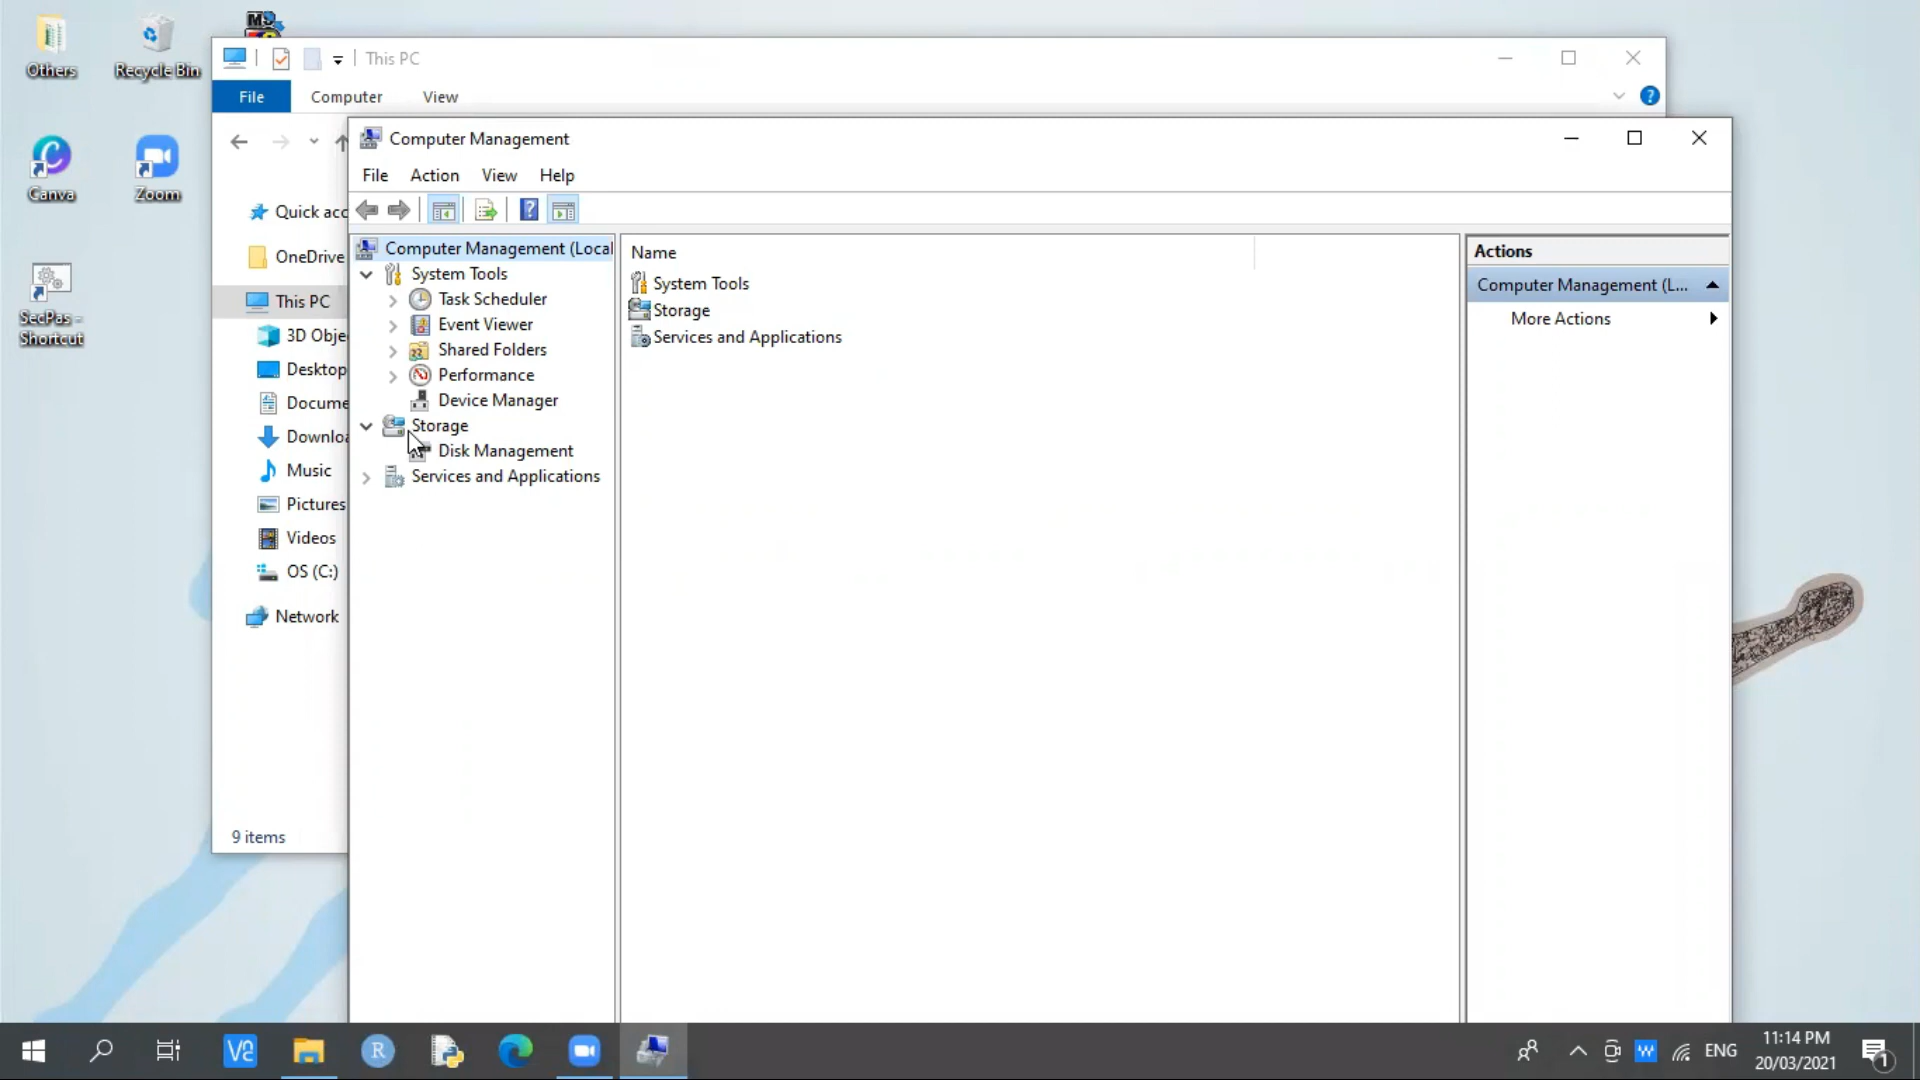 Others
Recycle Bin
Canva
Zoom
SecPas -
Shortcut
This PC
File
Computer
View
Quick acc
OneDrive
This PC
3D Obje
Desktop
Docume
Downloa
Music
Pictures
Videos
OS (C:)
Network
9 items
Computer Management
File
Action
View
Help
Computer Management (Local
System Tools
Task Scheduler
Event Viewer
Shared Folders
Performance
Device Manager
Storage
Disk Management
Services and Applications
Name
System Tools
Storage
Services and Applications
Actions
Computer Management (L...
More Actions
ENG
11:14 PM
20/03/2021
1